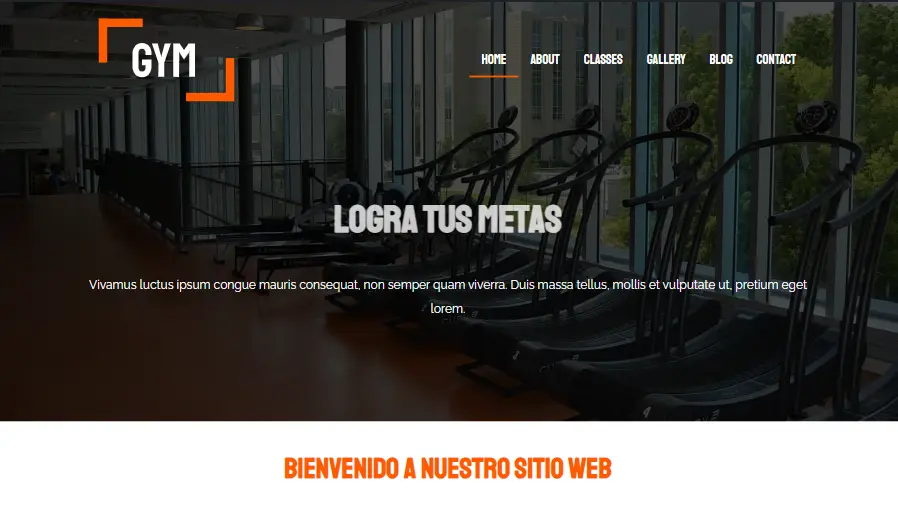 GYM
HOME ABOUT CLASSES GALLERY BLOG CONTACT
LOGRA TUS METAS
Vivamus luctus ipsum congue mauris consequat, non semper quam viverra. Duis massa tellus, mollis et vulputate ut, pretium eget
lorem.
4
BIENVENIDO A NUESTRO SITIO WEB